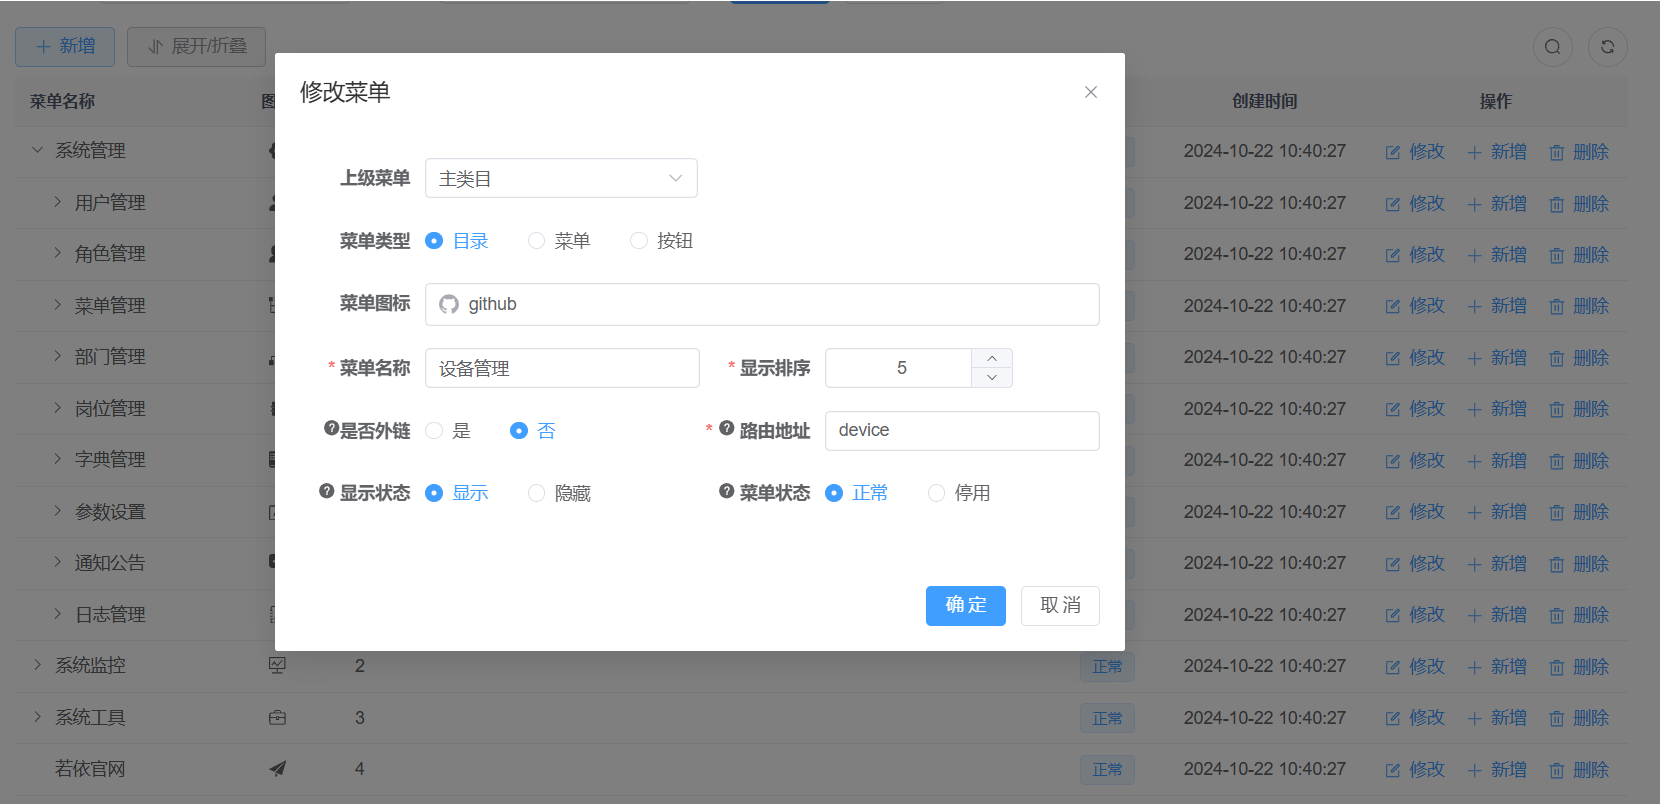 新增 展开/折叠
修改菜单
菜单名称 创建时间 操作
系统管理 2024-10-22 10:40:27 修改 新增 删除
上级菜单 主类目
用户管理 2024-10-22 10:40:27 修改 新增 删除
菜单类型 目录 菜单 按钮
角色管理 2024-10-22 10:40:27 修改 新增 删除
菜单图标 github
菜单管理 2024-10-22 10:40:27 修改 新增 删除
部门管理 2024-10-22 10:40:27 修改 新增 删除
* 菜单名称 设备管理 * 显示排序 5
岗位管理 2024-10-22 10:40:27 修改 新增 删除
是否外链 是 否 * 路由地址 device
字典管理 2024-10-22 10:40:27 修改 新增 删除
显示状态 显示 隐藏 菜单状态 正常 停用
参数设置 2024-10-22 10:40:27 修改 新增 删除
通知公告 2024-10-22 10:40:27 修改 新增 删除
确定 取消
日志管理 2024-10-22 10:40:27 修改 新增 删除
系统监控 2 正常 2024-10-22 10:40:27 修改 新增 删除
系统工具 3 正常 2024-10-22 10:40:27 修改 新增 删除
若依官网 4 正常 2024-10-22 10:40:27 修改 新增 删除